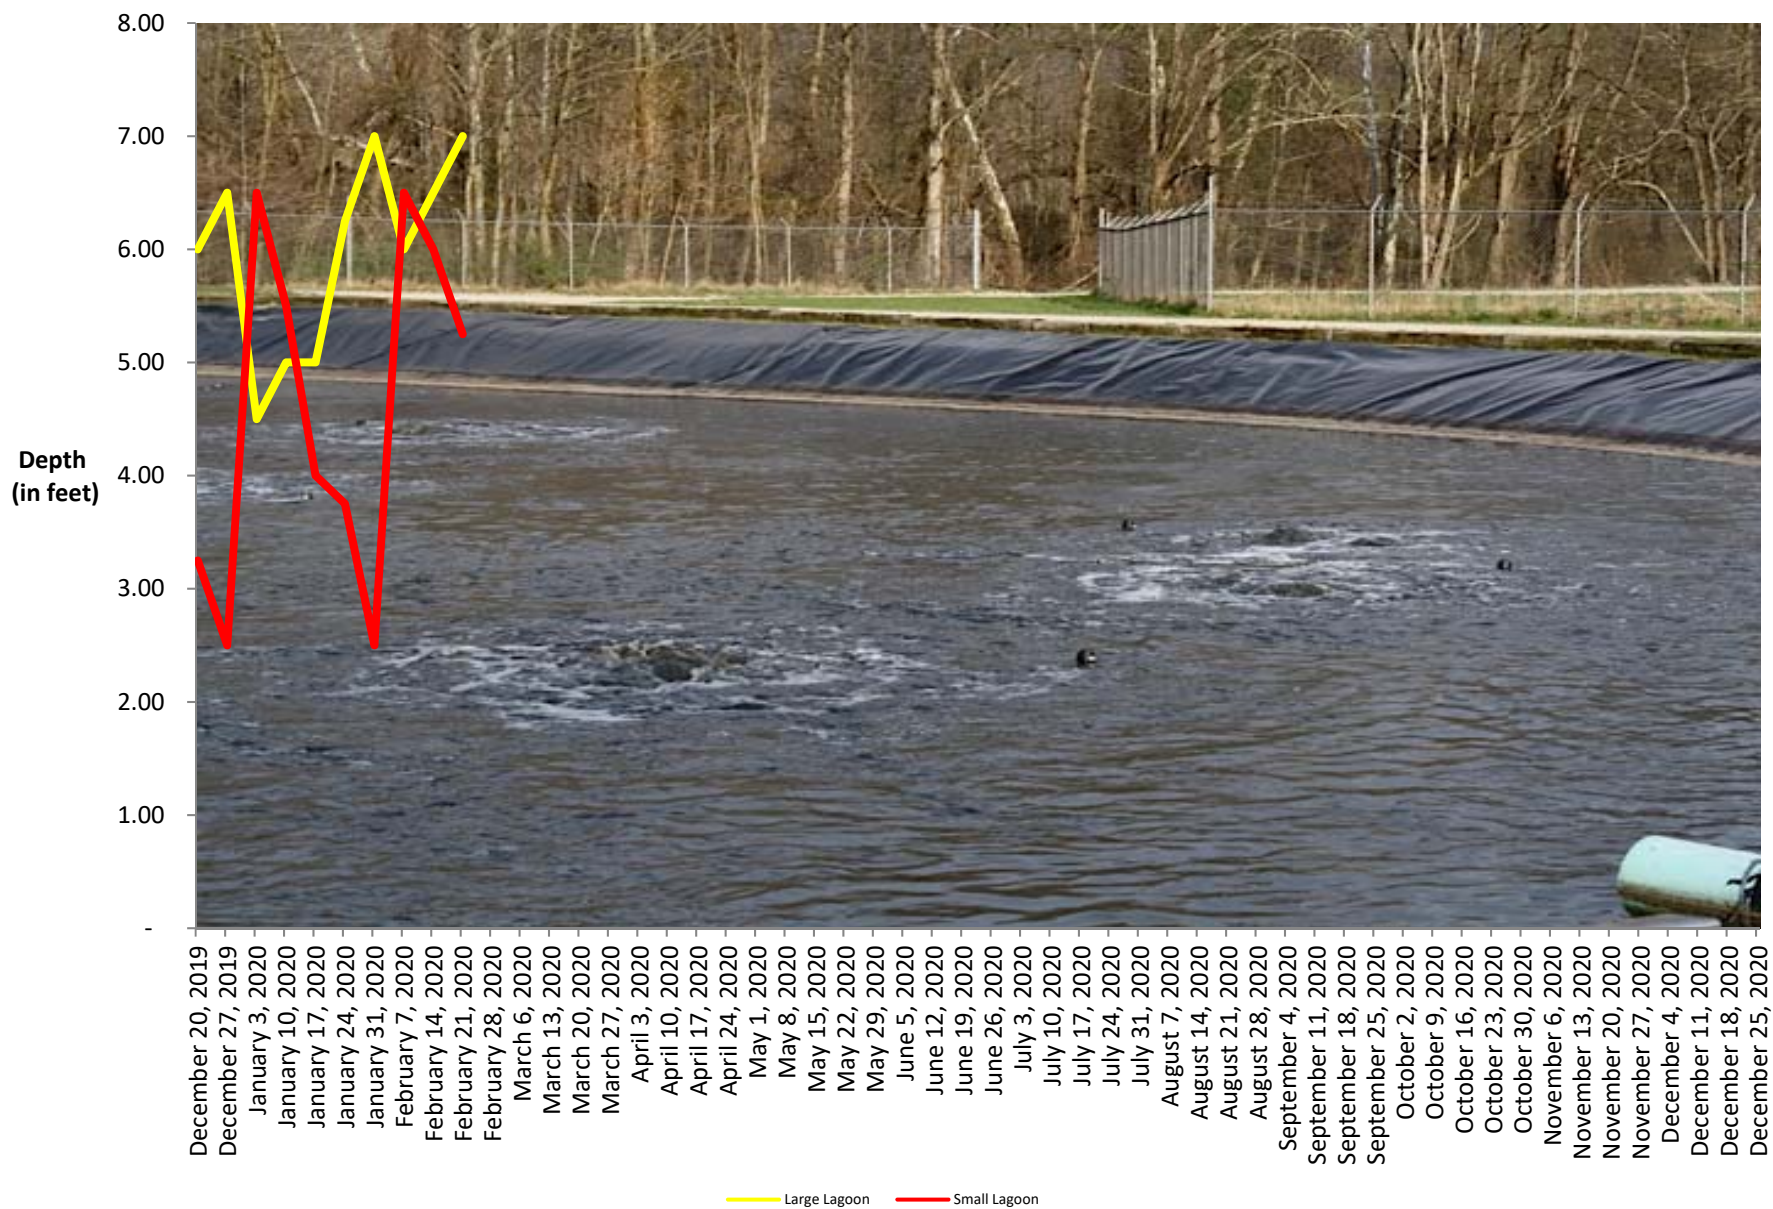 8.00
7.00
6.00
5.00
4.00
3.00
2.00
1.00
-
Depth
(in feet)
December 20, 2019
December 27, 2019
January 3, 2020
January 10, 2020
January 17, 2020
January 24, 2020
January 31, 2020
February 7, 2020
February 14, 2020
February 21, 2020
February 28, 2020
March 6, 2020
March 13, 2020
March 20, 2020
March 27, 2020
April 3, 2020
April 10, 2020
April 17, 2020
April 24, 2020
May 1, 2020
May 8, 2020
May 15, 2020
May 22, 2020
May 29, 2020
June 5, 2020
June 12, 2020
June 19, 2020
June 26, 2020
July 3, 2020
July 10, 2020
July 17, 2020
July 24, 2020
July 31, 2020
August 7, 2020
August 14, 2020
August 21, 2020
August 28, 2020
September 4, 2020
September 11, 2020
September 18, 2020
September 25, 2020
October 2, 2020
October 9, 2020
October 16, 2020
October 23, 2020
October 30, 2020
November 6, 2020
November 13, 2020
November 20, 2020
November 27, 2020
December 4, 2020
December 11, 2020
December 18, 2020
December 25, 2020
Large Lagoon
Small Lagoon